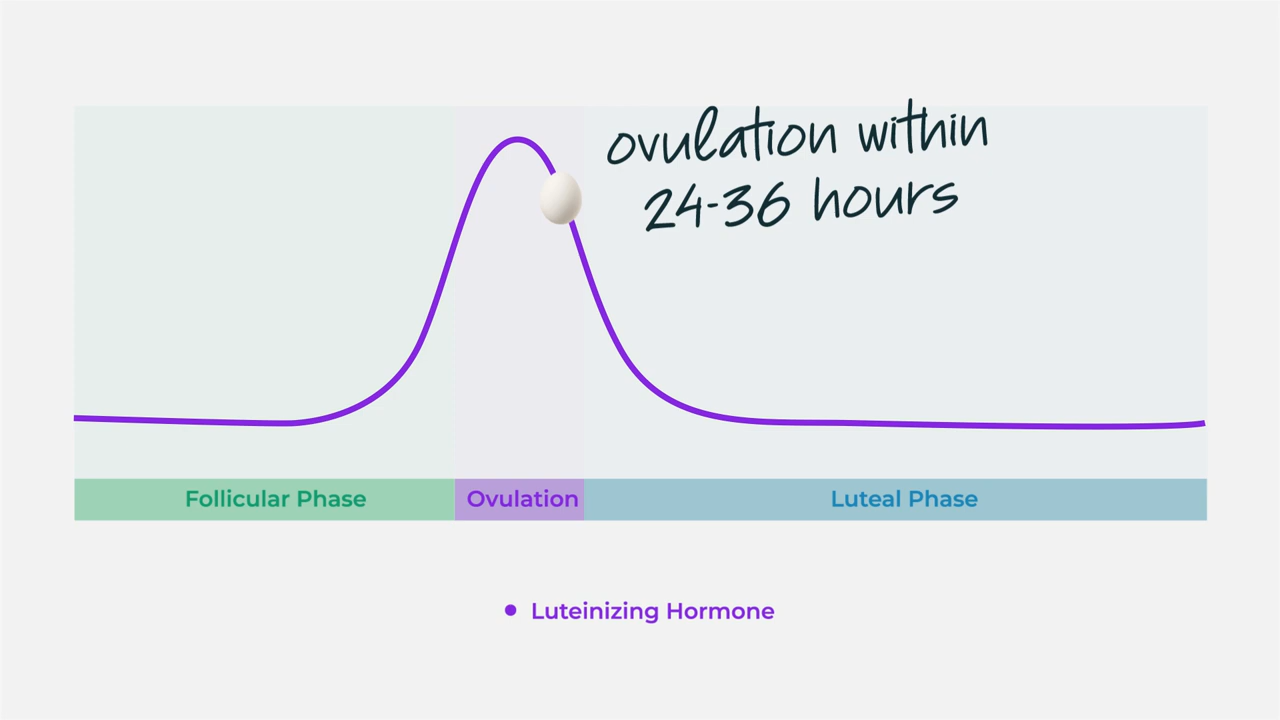 ovulation within
24-36 hours
Follicular Phase
Ovulation
Luteal Phase
Luteinizing Hormone